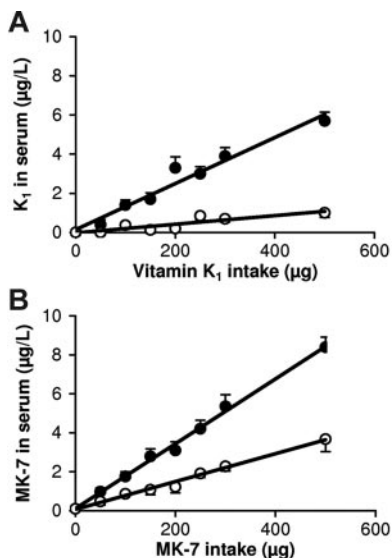 A
10
8
6
4
2
0
K₁ in serum (µg/L)
0 200 400 600
Vitamin K₁ intake (µg)
B
10
8
6
4
2
0
MK-7 in serum (µg/L)
0 200 400 600
MK-7 intake (µg)